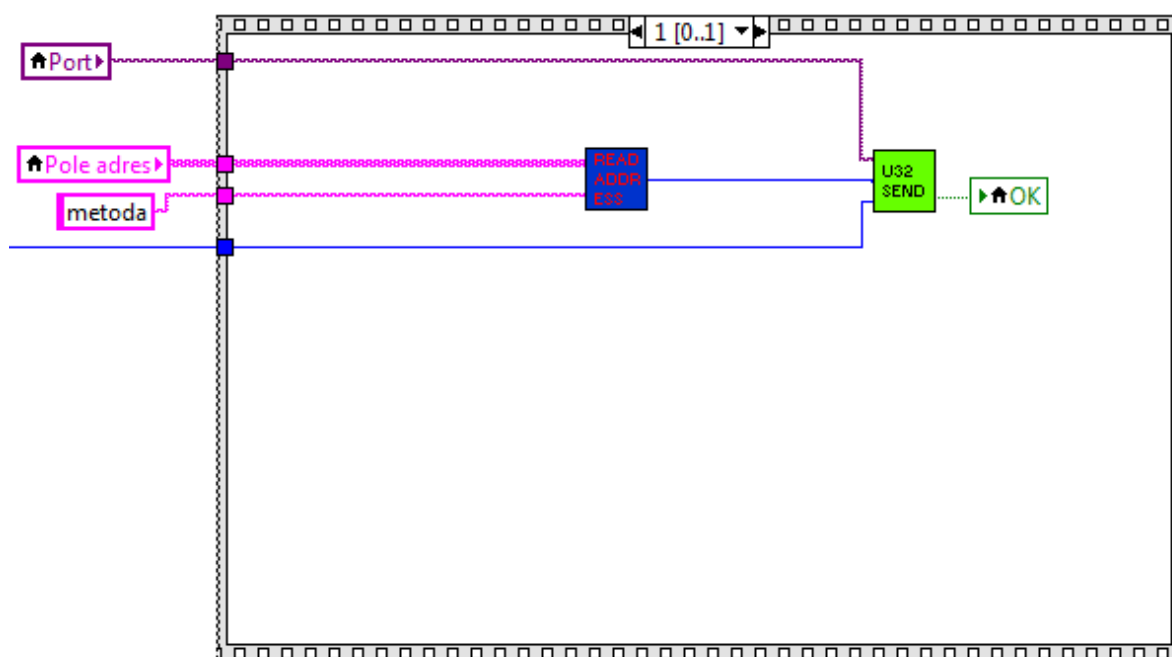 1 [0..1]
Port
Pole adres
metoda
READ
ADDR
ESS
U32
SEND
OK